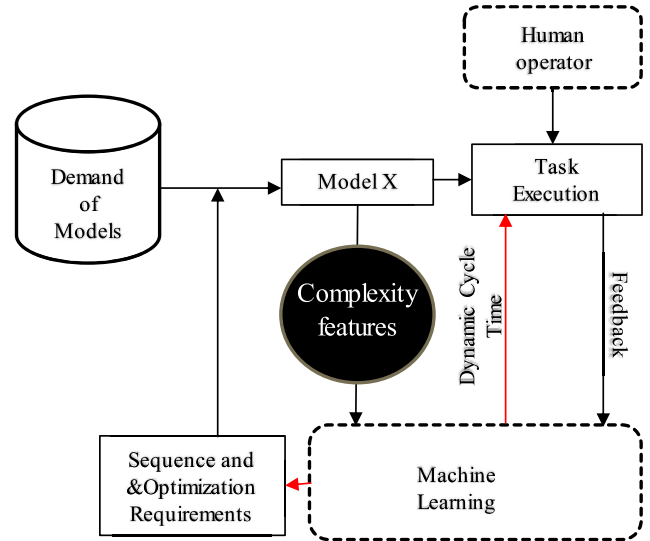 Human
operator
Demand
of
Models
Model X
Task
Execution
Complexity
features
Dynamic Cycle
Time
Feedback
Sequence and
&Optimization
Requirements
Machine
Learning